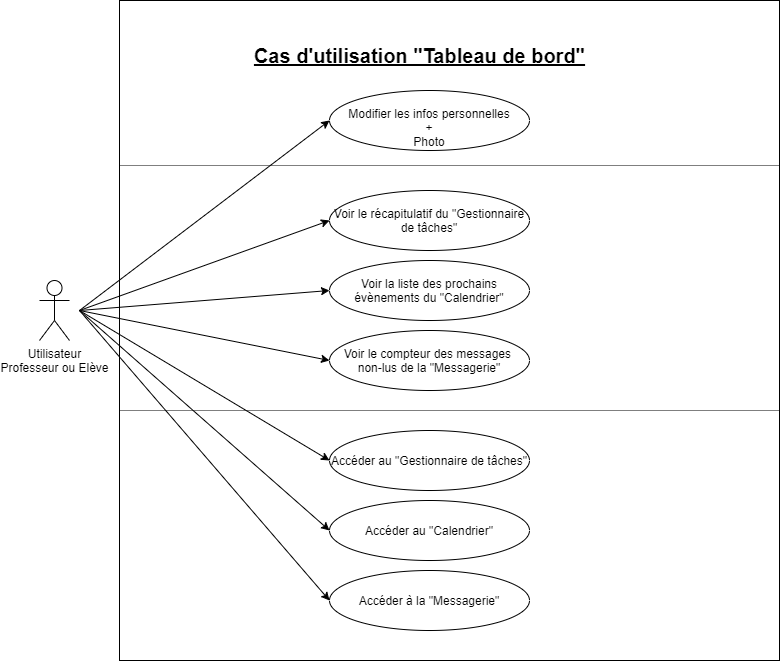 Cas d'utilisation "Tableau de bord"
Modifier les infos personnelles
+
Photo
Voir le récapitulatif du "Gestionnaire
de tâches"
Voir la liste des prochains
évènements du "Calendrier"
Utilisateur
Professeur ou Elève
Voir le compteur des messages
non-lus de la "Messagerie"
Accéder au "Gestionnaire de tâches"
Accéder au "Calendrier"
Accéder à la "Messagerie"